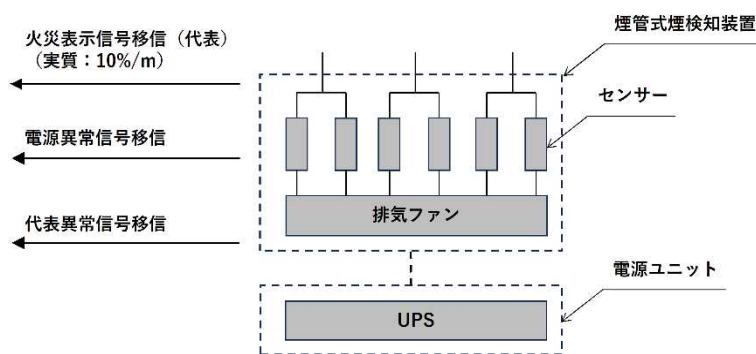 火災表示信号移信（代表）
（実質：10%/m）
電源異常信号移信
代表異常信号移信
煙管式煙検知装置
センサー
排気ファン
電源ユニット
UPS